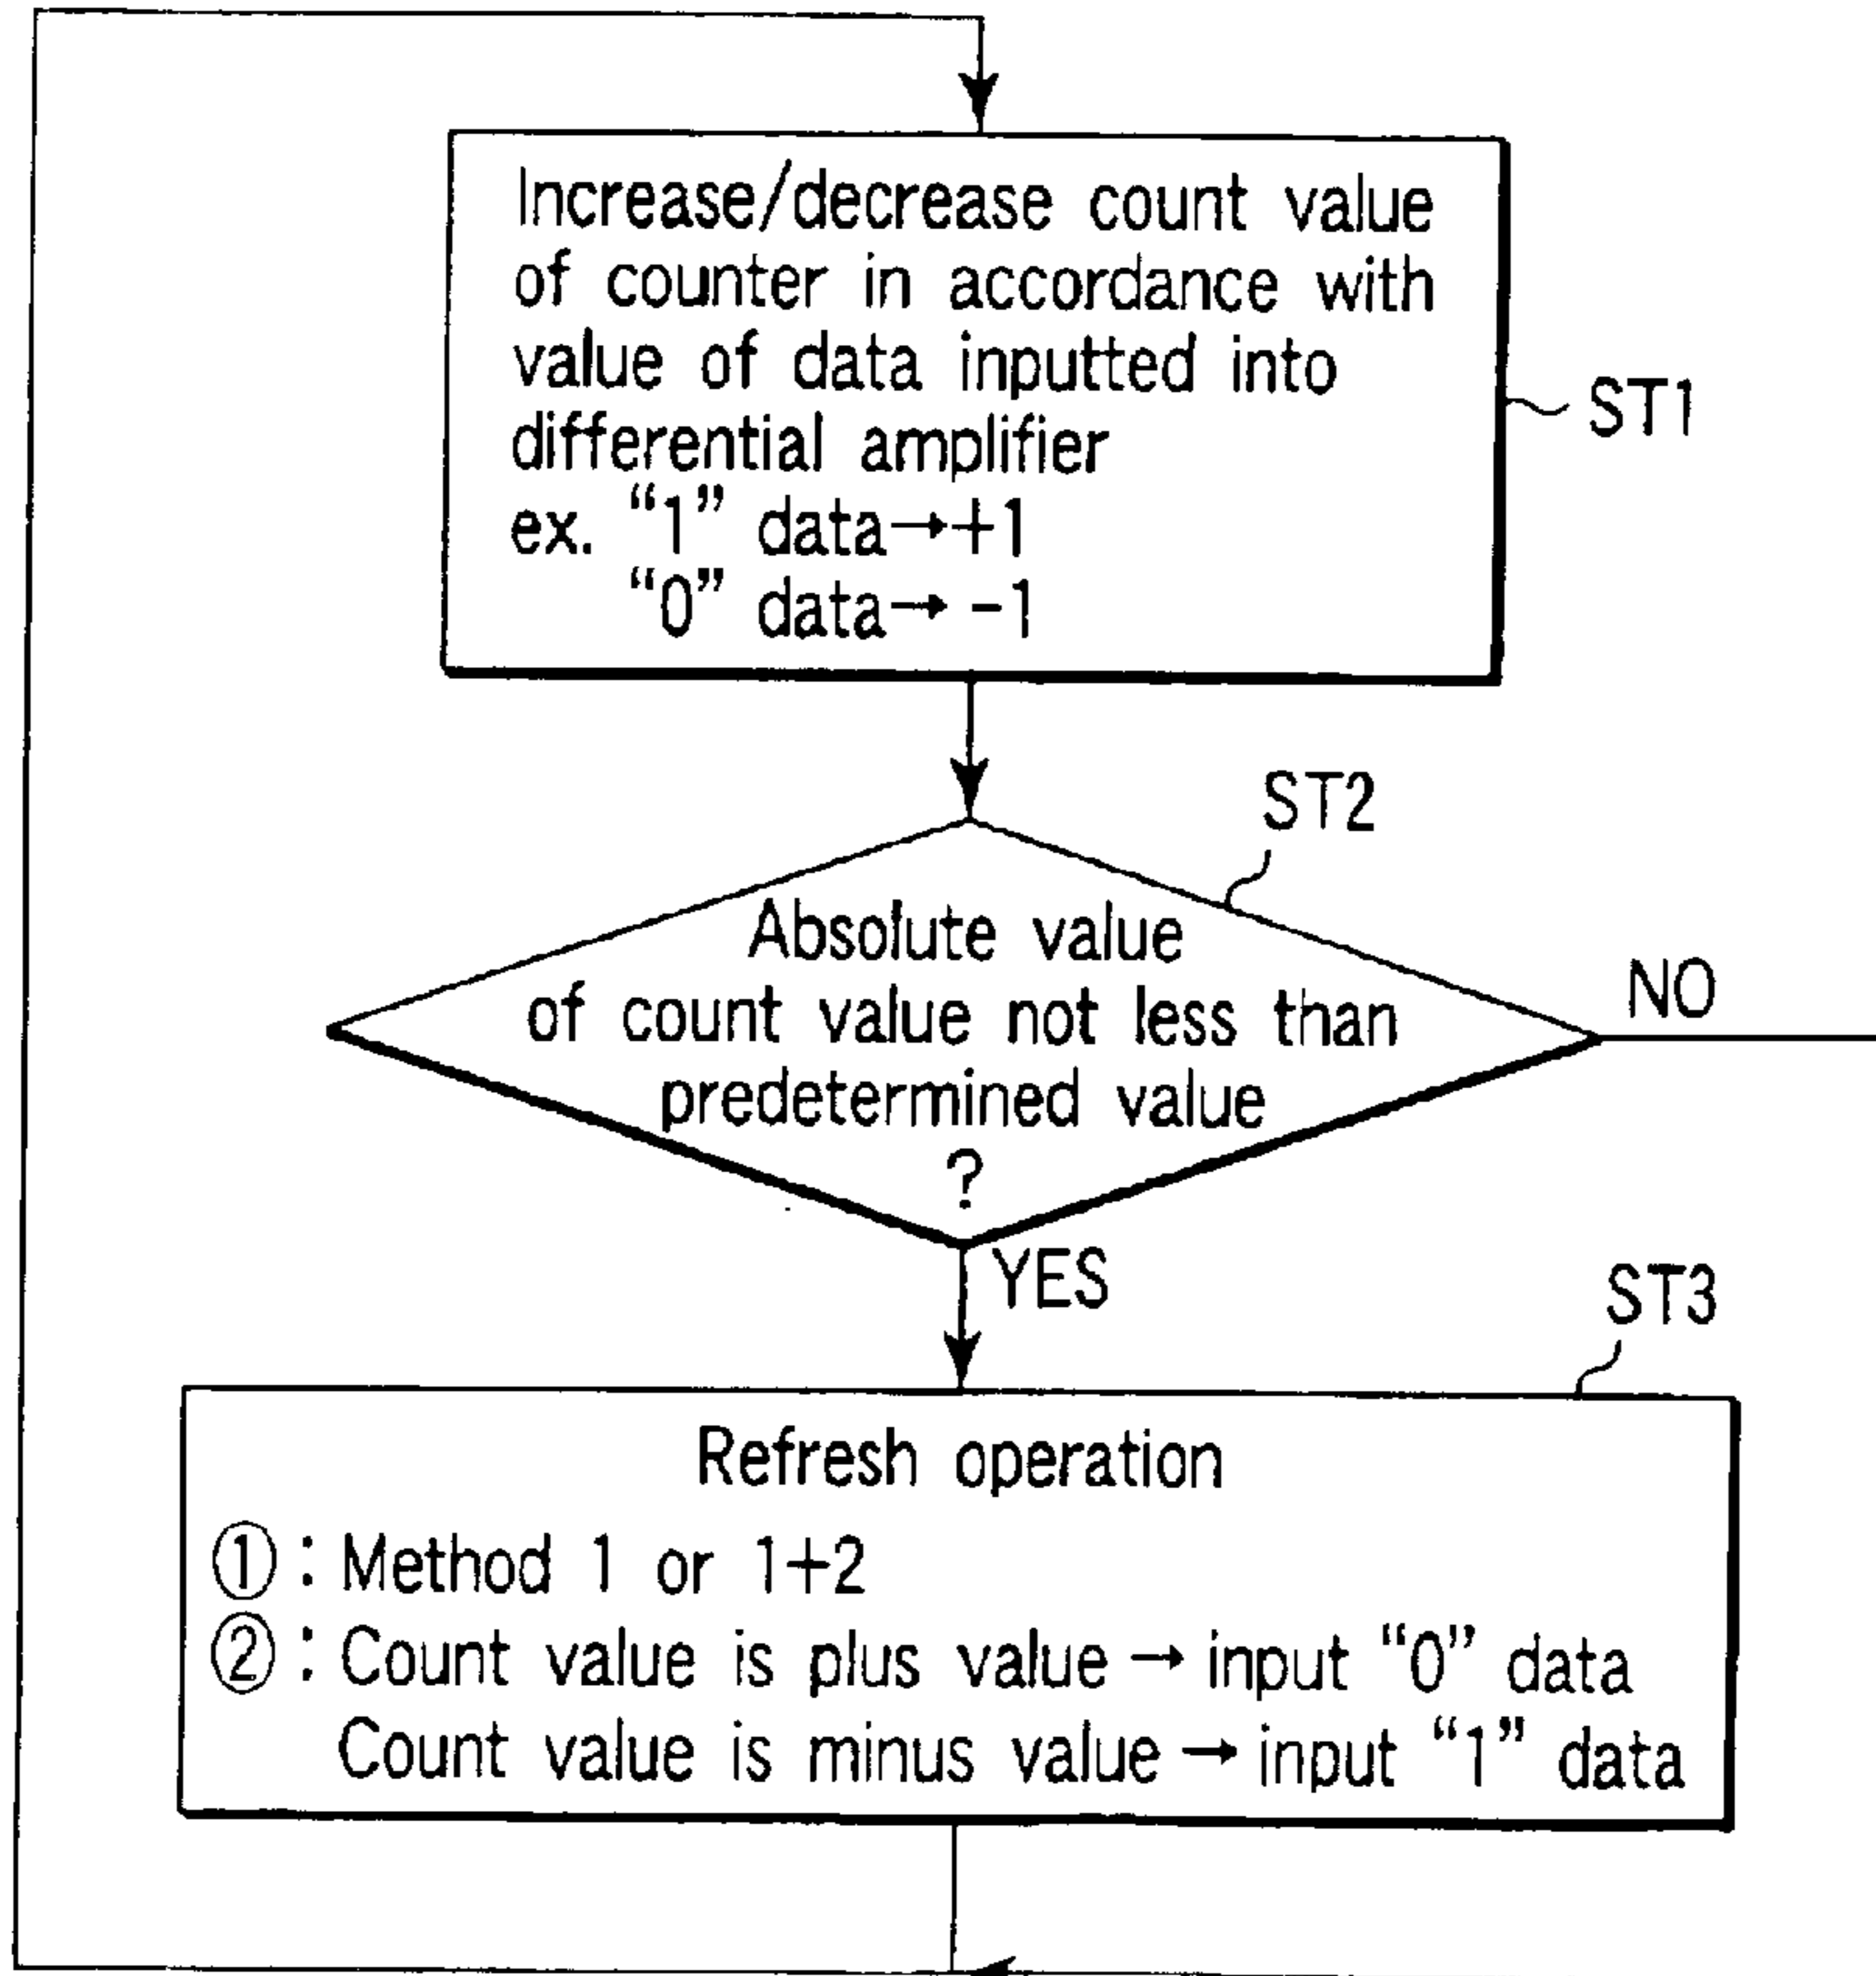 Increase/decrease count value
of counter in accordance with
value of data inputted into
differential amplifier
ex. “1” data→+1
“0” data→ -1
ST1
ST2
Absolute value
of count value not less than
predetermined value
?
NO
YES
ST3
Refresh operation
①: Method 1 or 1+2
②: Count value is plus value → input “0” data
Count value is minus value → input “1” data